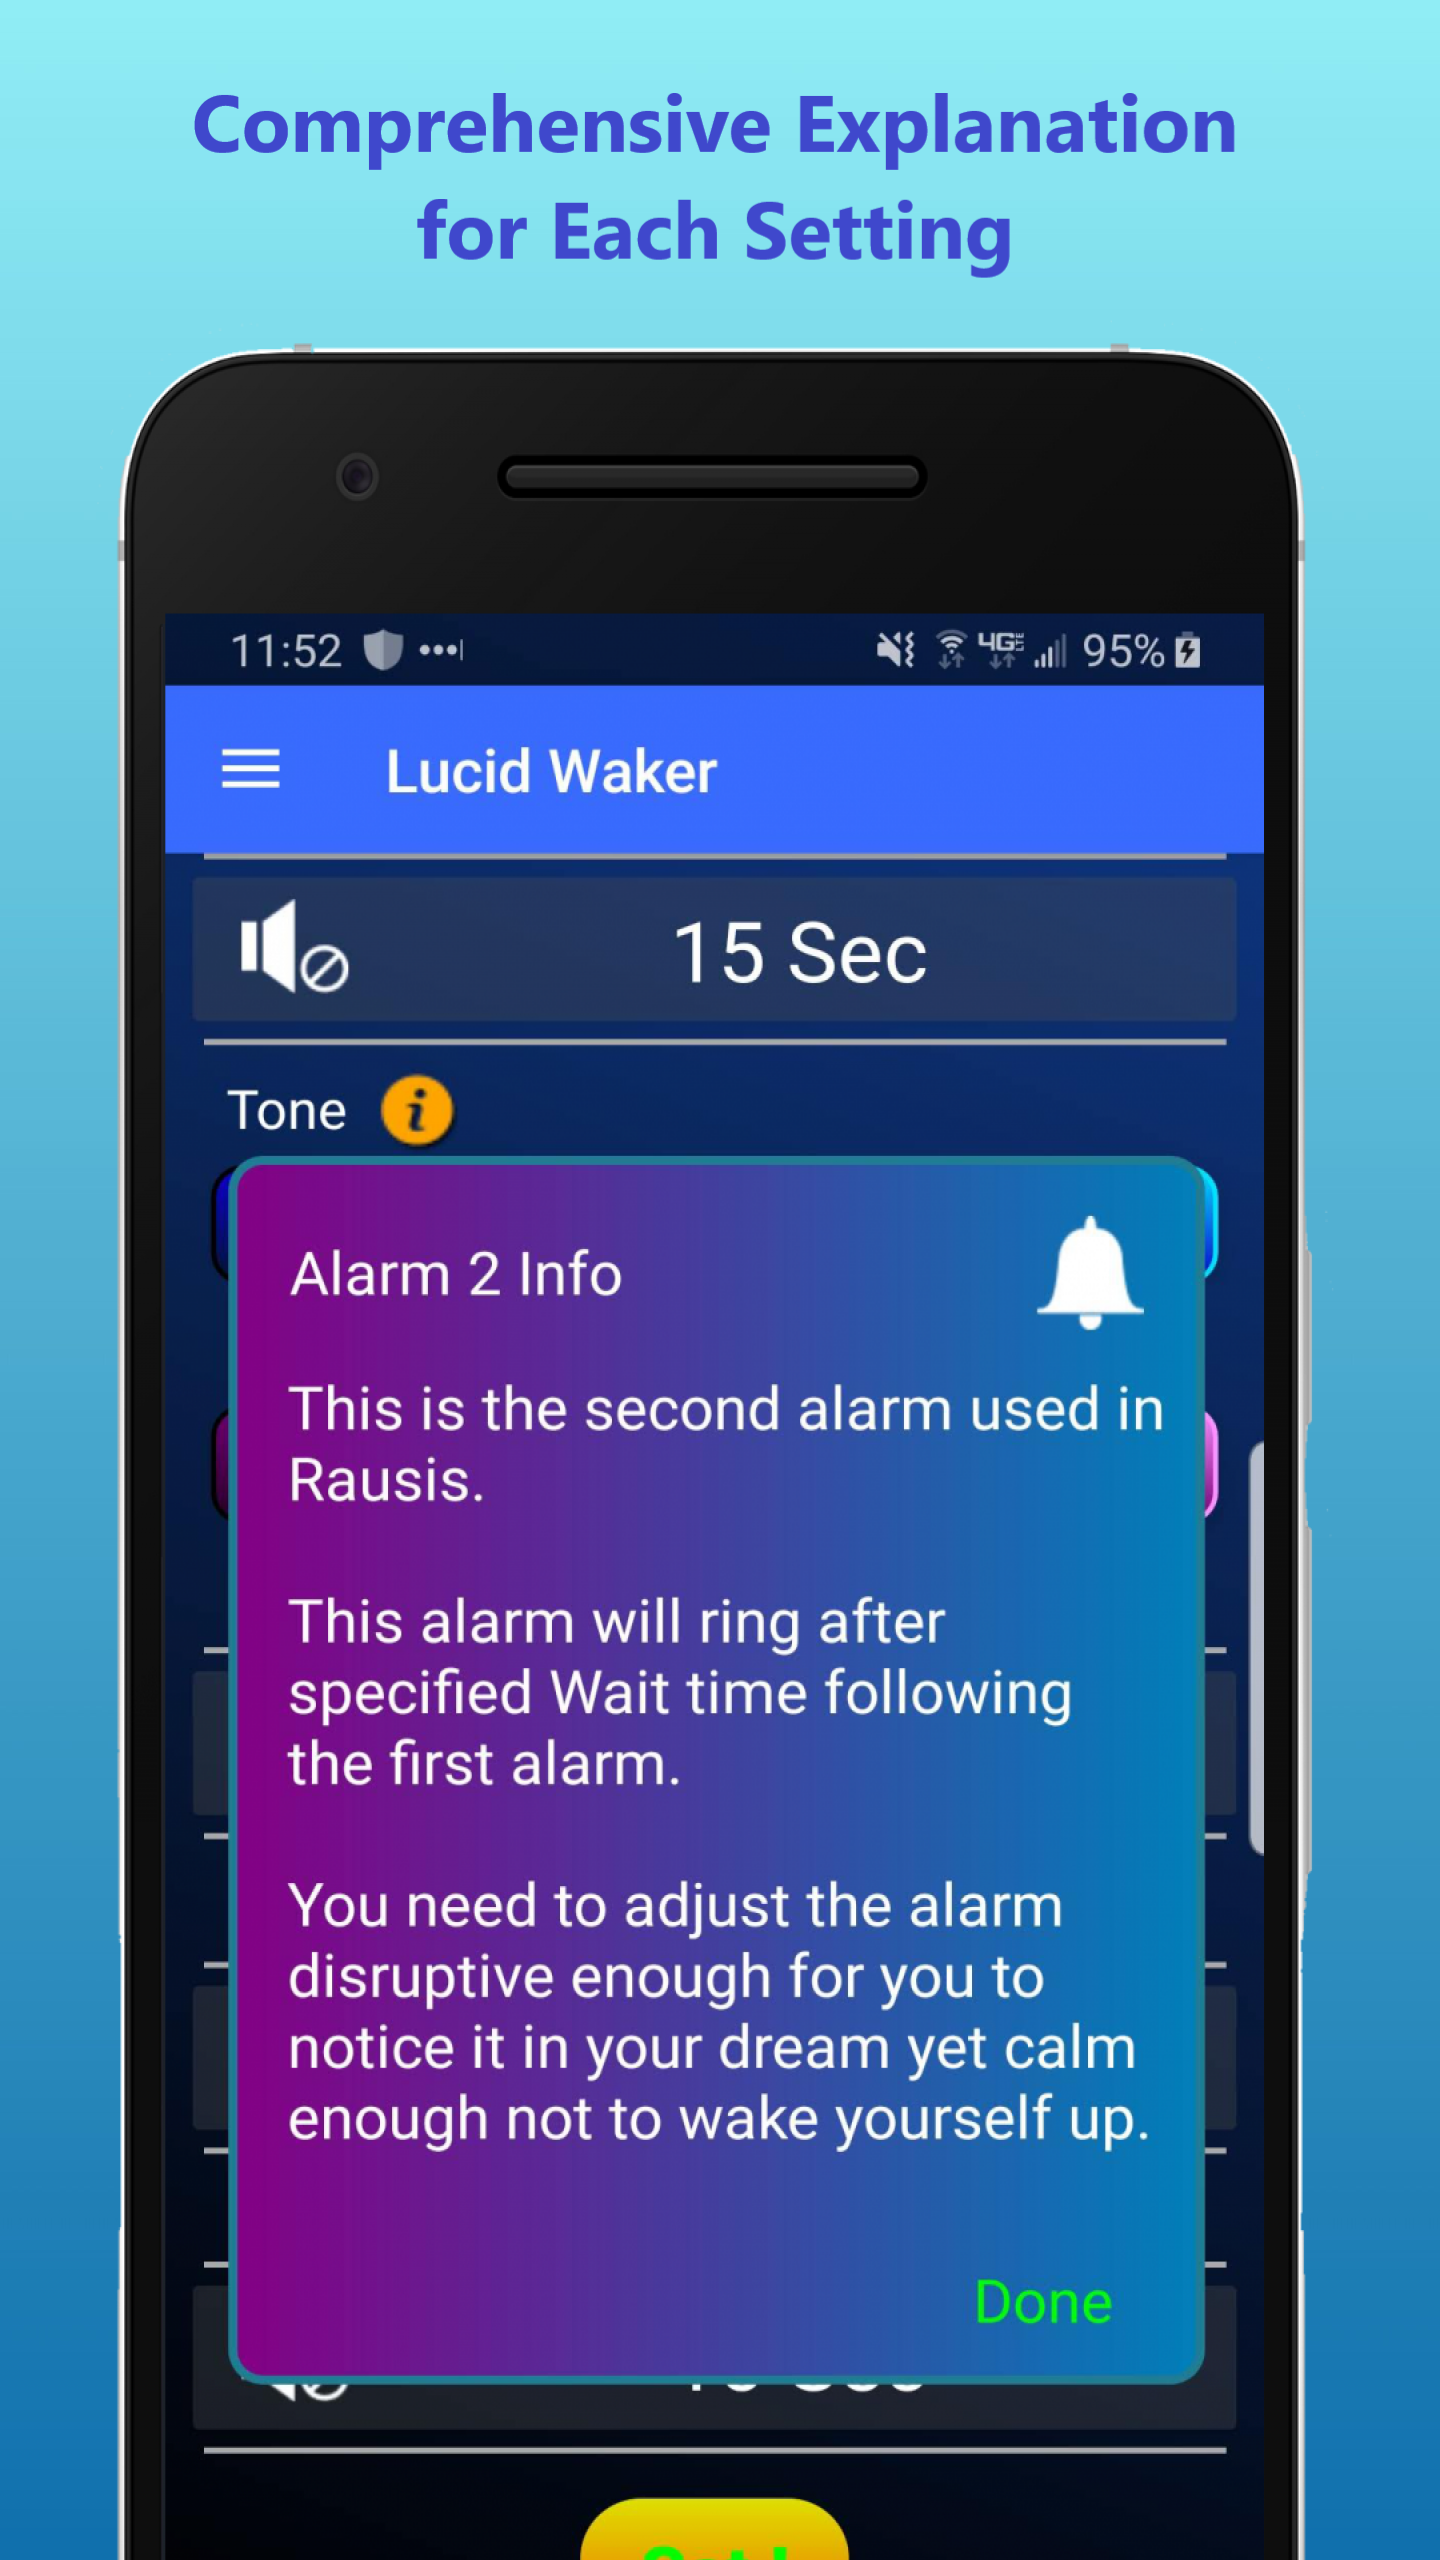 Comprehensive Explanation
for Each Setting
11:52
4G LTE
95%
Lucid Waker
15 Sec
Tone
i
Alarm 2 Info
This is the second alarm used in
Rausis.
This alarm will ring after
specified Wait time following
the first alarm.
You need to adjust the alarm
disruptive enough for you to
notice it in your dream yet calm
enough not to wake yourself up.
Done